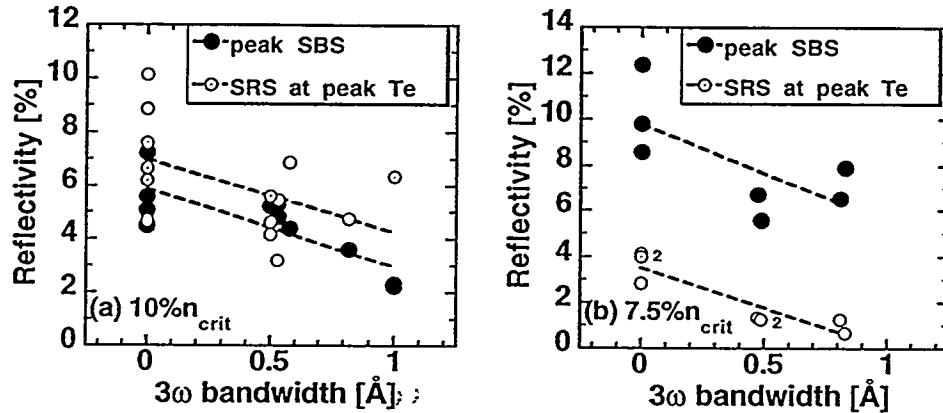 12
10
8
6
4
2
0
Reflectivity [%]
peak SBS
SRS at peak Te
(a) 10%n_crit
0
0.5
1
3ω bandwidth [Å]
14
12
10
8
6
4
2
0
Reflectivity [%]
peak SBS
SRS at peak Te
2
2
(b) 7.5%n_crit
0
0.5
1
3ω bandwidth [Å]